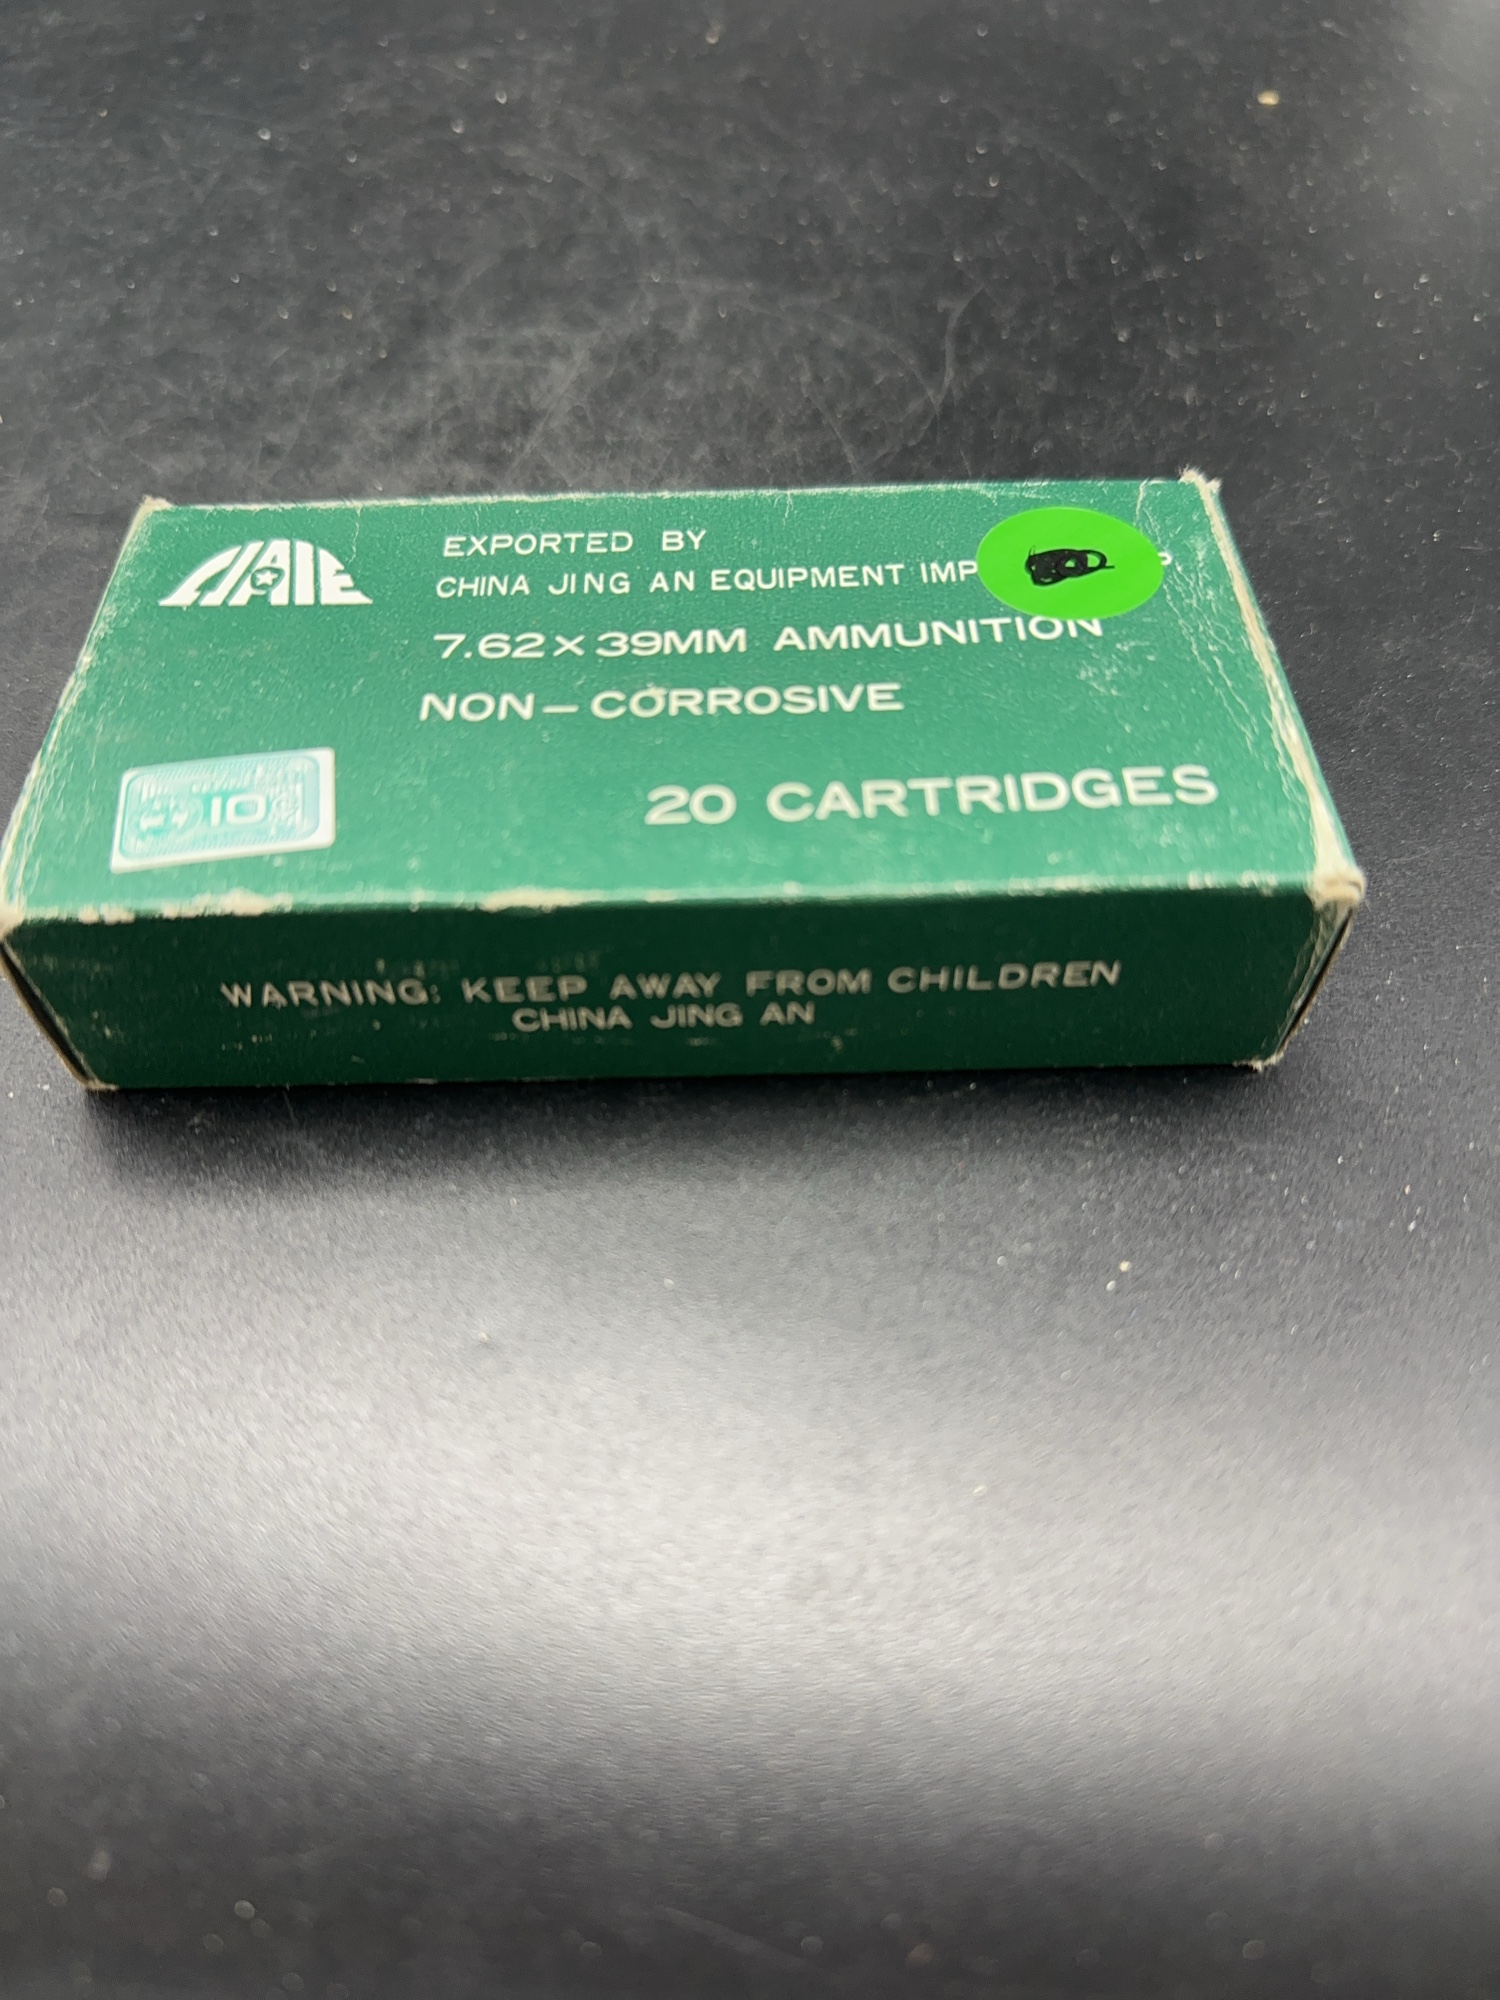 EXPORTED BY
CHINA JING AN EQUIPMENT IMP
7.62×39MM AMMUNITION
NON–CORROSIVE
10
20 CARTRIDGES
WARNING: KEEP AWAY FROM CHILDREN
CHINA JING AN